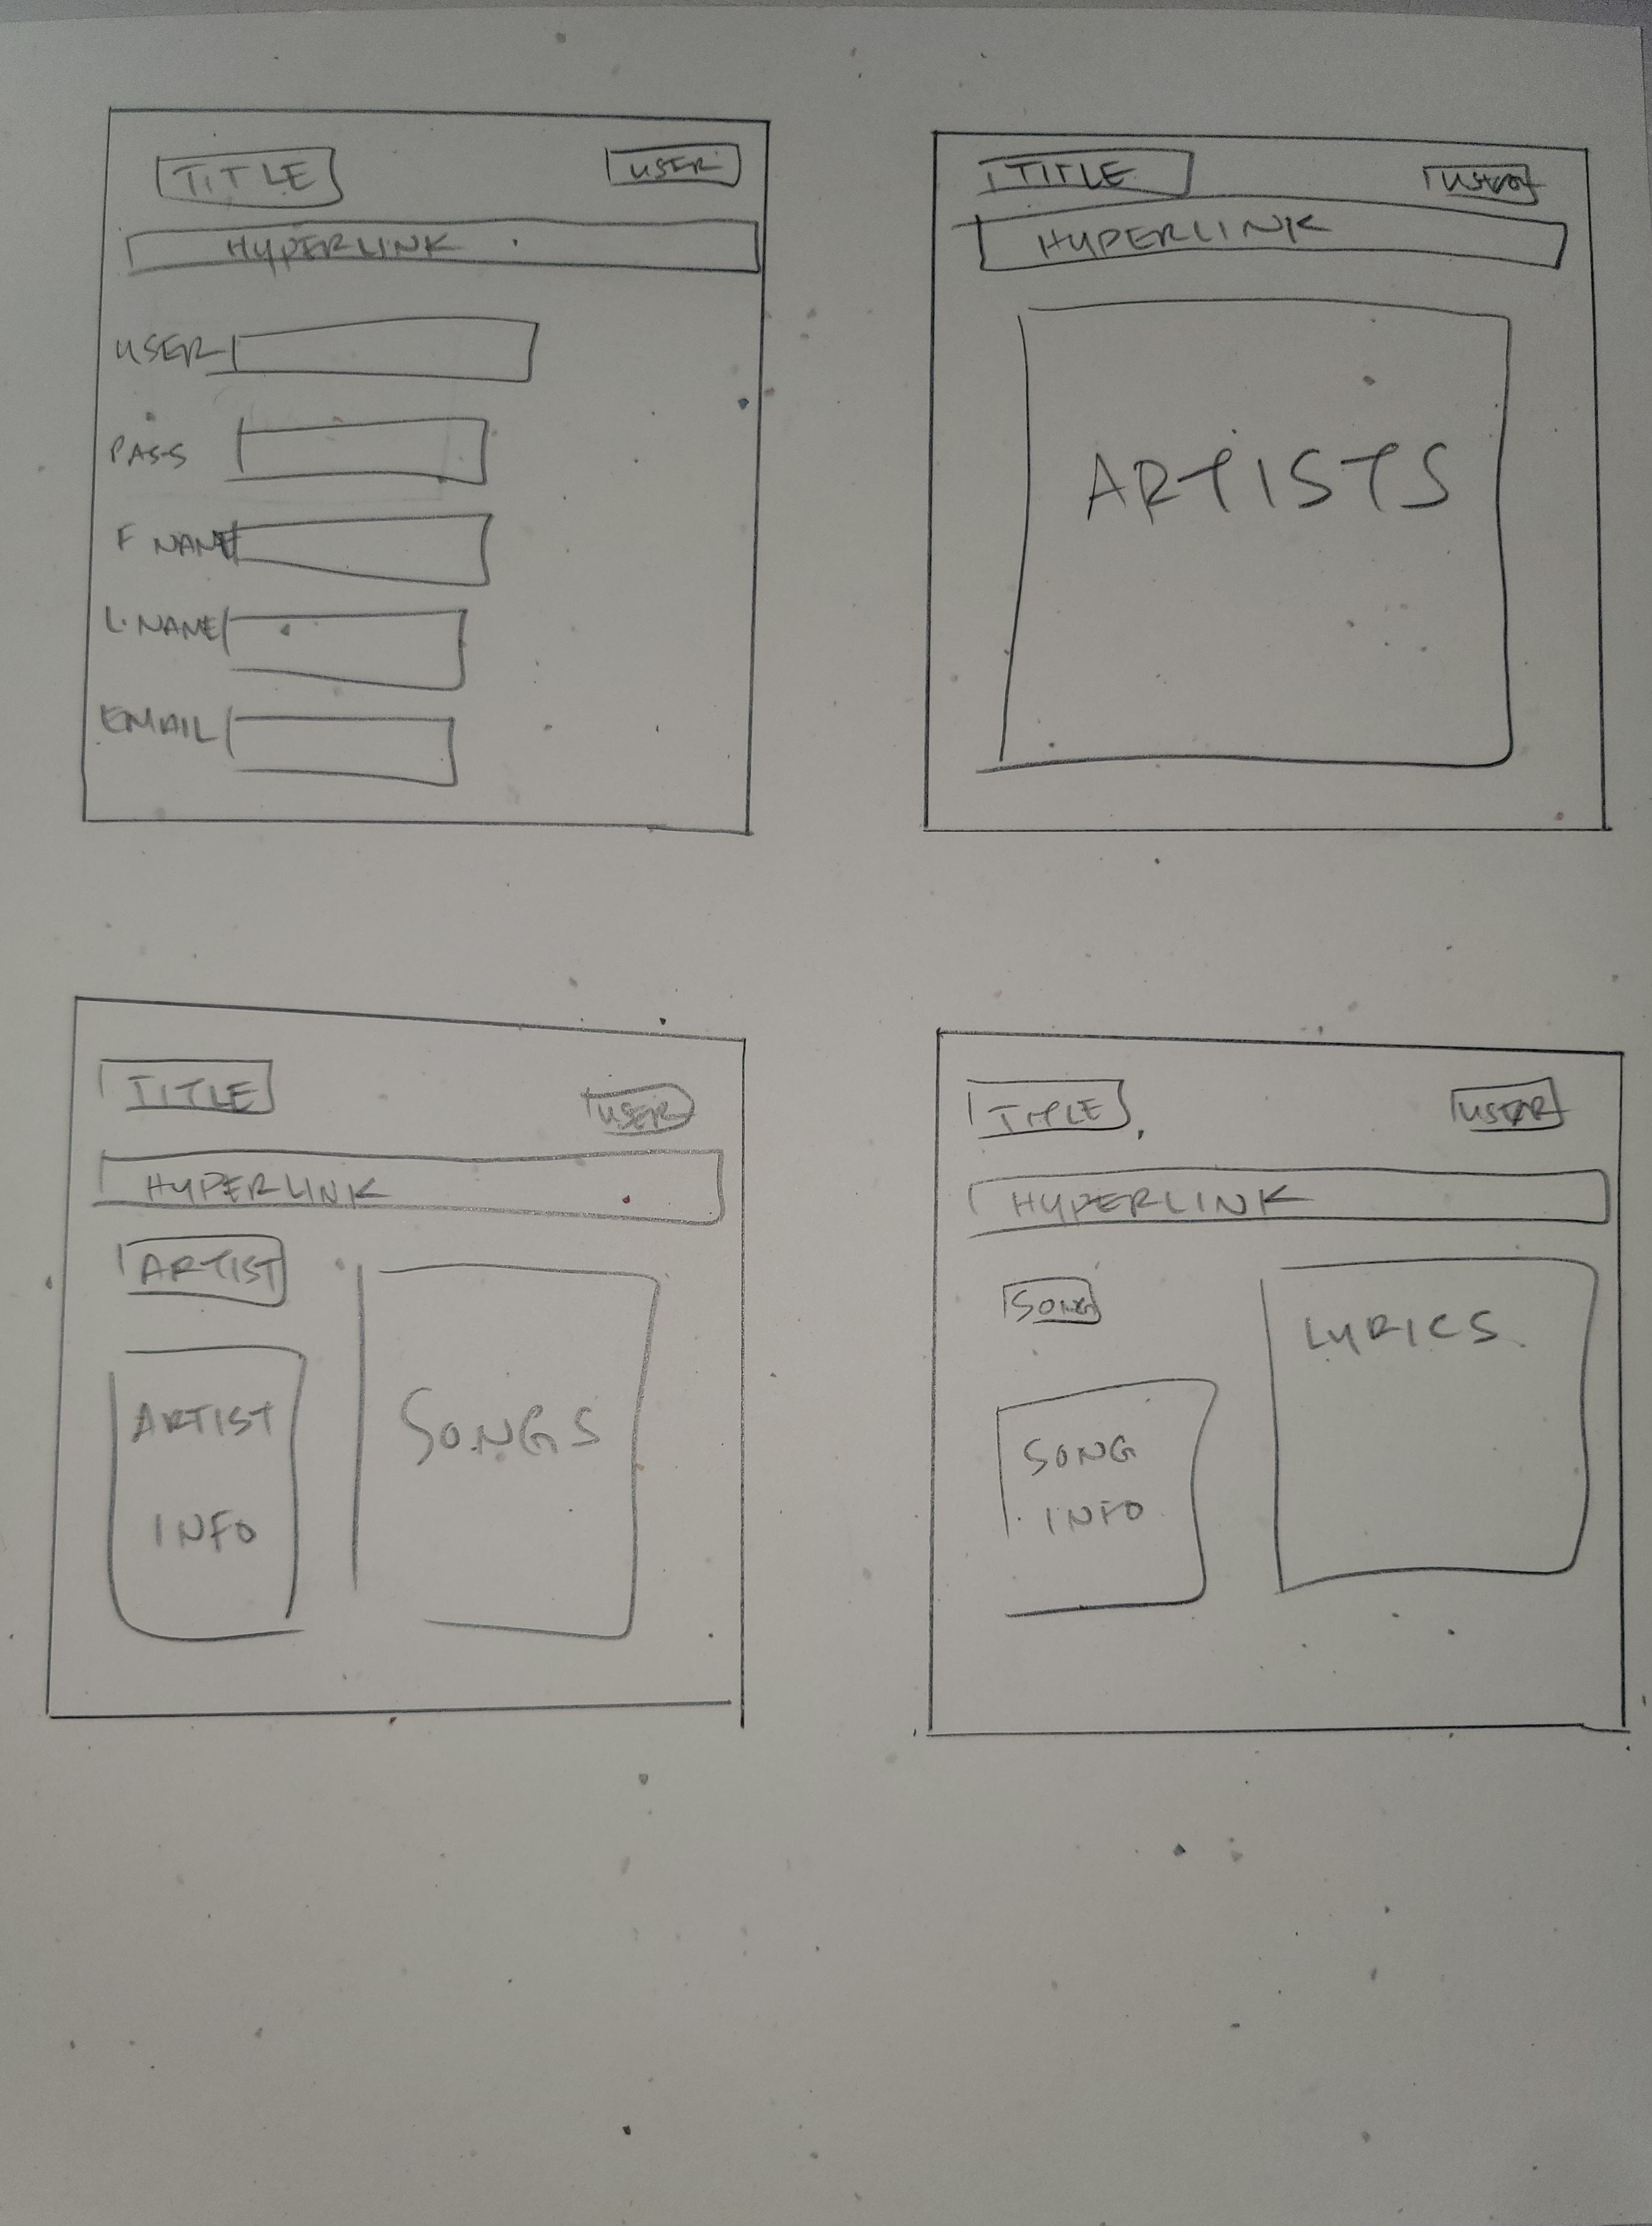 TITLE USER
HYPERLINK
USER
PASS
F NAME
L. NAME
EMAIL
TITLE USER
HYPERLINK
ARTISTS
TITLE USER
HYPERLINK
ARTIST
ARTIST
INFO
SONGS
TITLE USER
HYPERLINK
SONG
SONG
INFO
LYRICS